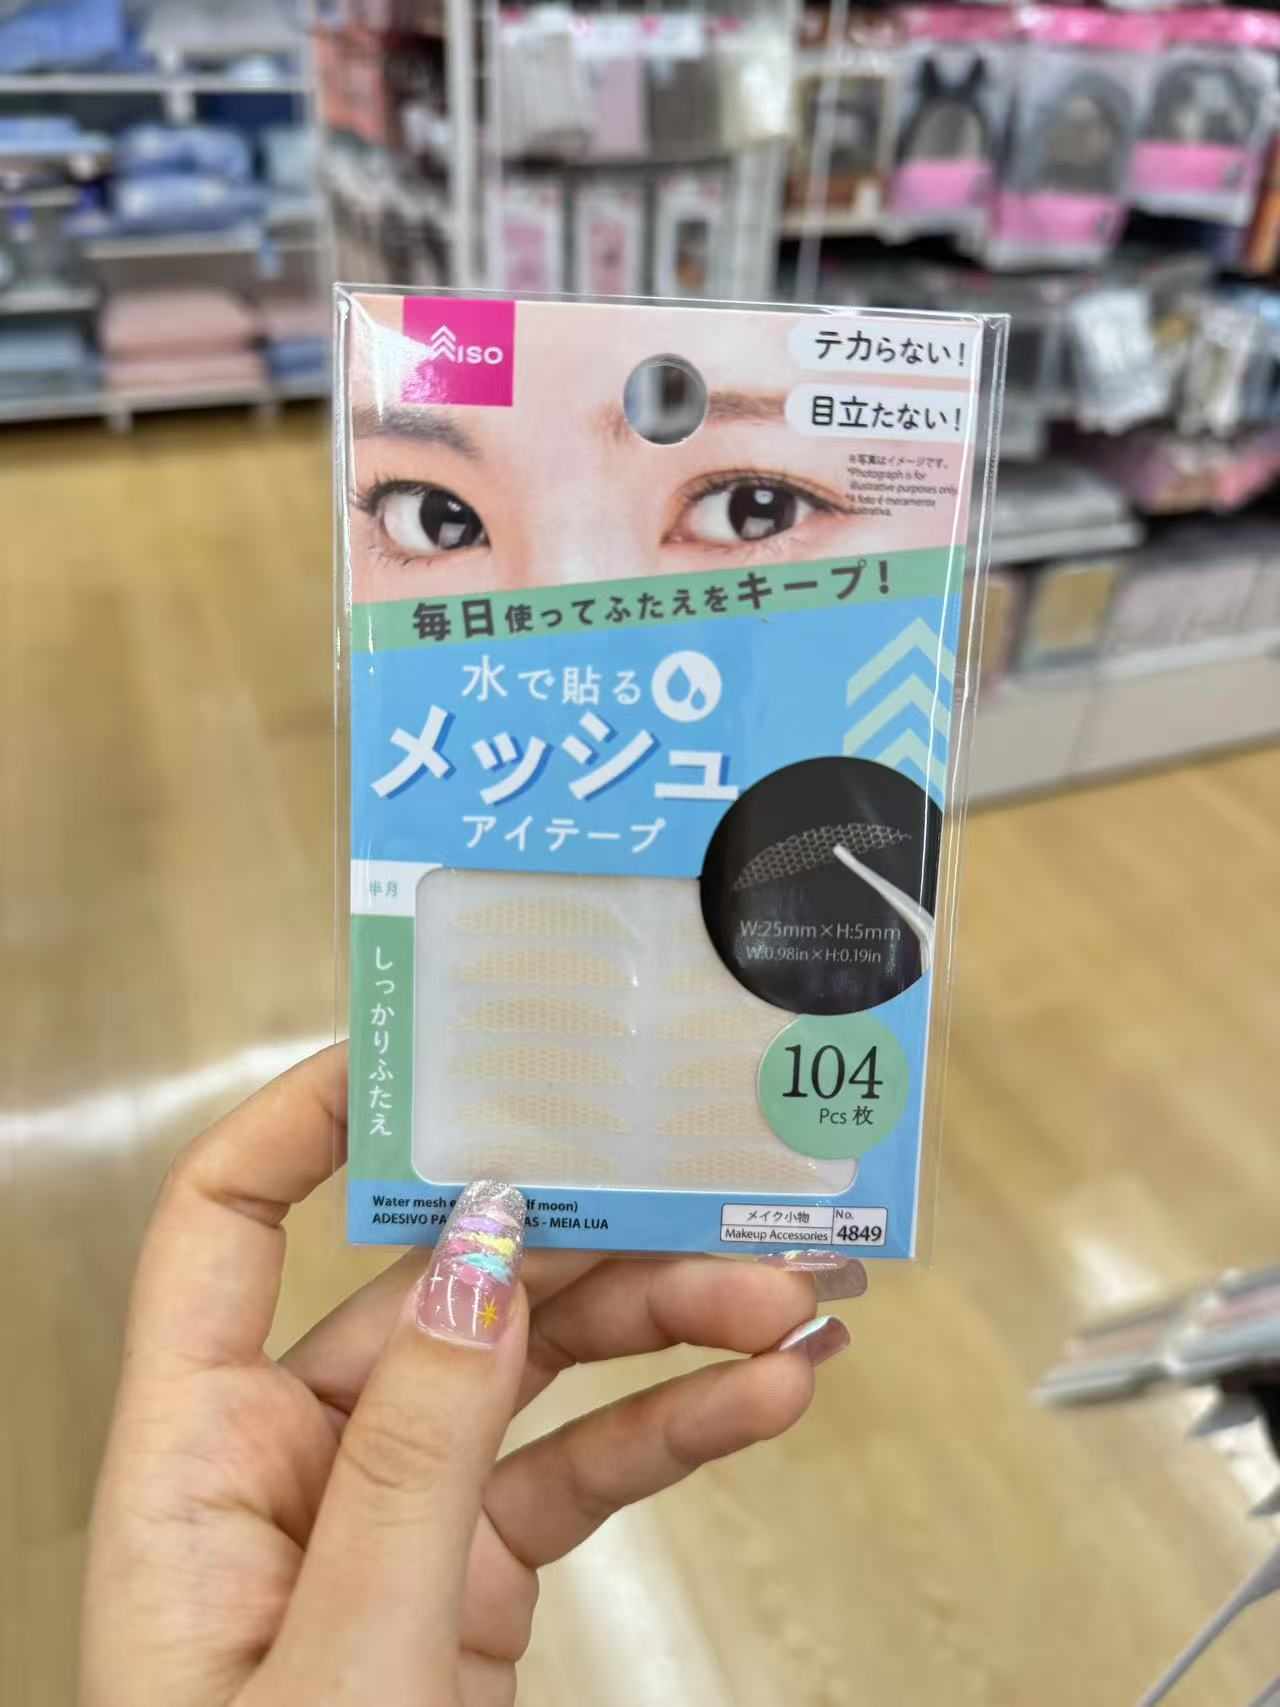 ISO
テカらない!
目立たない!
※写真はイメージです。
*Photograph is for
illustrative purposes only.
*A foto é meramente
ilustrativa.
毎日使ってふたえをキープ!
水で貼る
メッシュ
アイテープ
半月
しっかりふたえ
W:25mm×H:5mm
W:0.98in×H:0.19in
104
Pcs 枚
Water mesh lf moon)
ADESIVO AS - MEIA LUA
メイク小物
Makeup Accessories
No.
4849